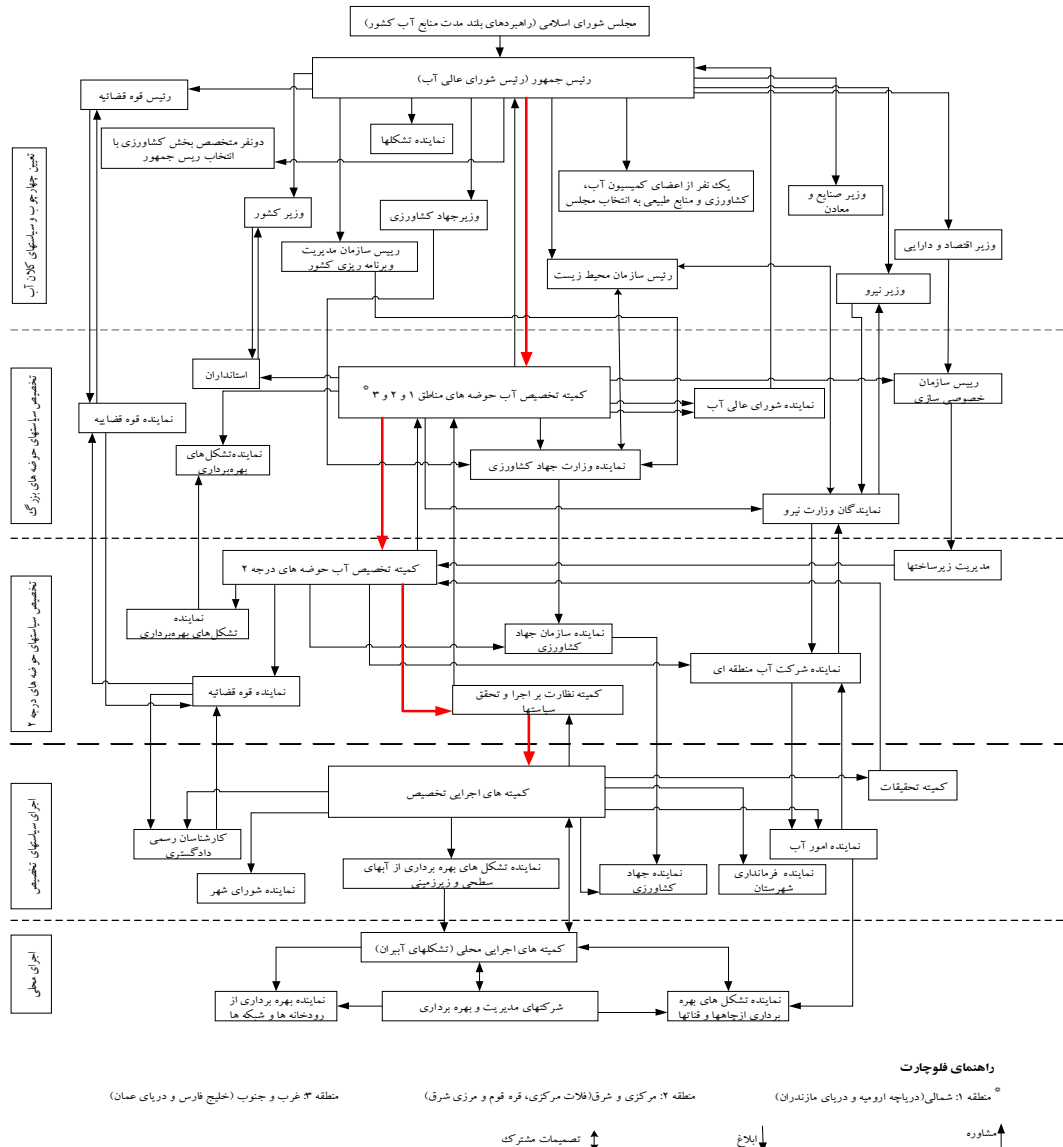 مجلس شورای اسلامی (راهبردهای بلند مدت منابع آب کشور)
رئیس جمهور (رئیس شورای عالی آب)
رئیس قوه قضائیه
نماینده تشکلها
دونفر متخصص بخش کشاورزی با
انتخاب ریس جمهور
یک نفر از اعضای کمیسیون آب،
کشاورزی و منابع طبیعی به انتخاب مجلس
وزیر صنایع و
معادن
وزیر کشور
وزیرجهاد کشاورزی
وزیر اقتصاد و دارایی
رییس سازمان مدیریت
وبرنامه ریزی کشور
رئیس سازمان محیط زیست
وزیر نیرو
تعیین چهارچوب و سیاستهای کلان آب
استانداران
کمیته تخصیص آب حوضه های مناطق ۱ و ۲ و ۳ *
رییس سازمان
خصوصی سازی
نماینده شورای عالی آب
نماینده قوه قضاییه
نماینده‌تشکل‌های
بهره‌برداری
نماینده وزارت جهاد کشاورزی
نمایندگان وزارت نیرو
تخصیص سیاستهای حوضه های بزرگ
کمیته تخصیص آب حوضه های درجه ۲
مدیریت زیرساختها
نماینده
تشکل‌های بهره‌برداری
نماینده سازمان جهاد
کشاورزی
نماینده شرکت آب منطقه ای
نماینده قوه قضائیه
کمیته نظارت بر اجرا و تحقق
سیاستها
تخصیص سیاستهای حوضه های درجه ۲
کمیته های اجرایی تخصیص
کمیته تحقیقات
کارشناسان رسمی
دادگستری
نماینده امور آب
نماینده تشکل های بهره برداری از آبهای
سطحی و زیرزمینی
نماینده شورای شهر
نماینده جهاد
کشاورزی
نماینده فرمانداری
شهرستان
اجرای سیاستهای تخصیص
کمیته های اجرایی محلی (تشکلهای آببران)
نماینده بهره برداری از
رودخانه ها و شبکه ها
شرکتهای مدیریت و بهره برداری
نماینده تشکل های بهره
برداری ازچاهها و قناتها
اجرای محلی
راهنمای فلوچارت
* منطقه ۱: شمالی(دریاچه ارومیه و دریای مازندران)
منطقه ۲: مرکزی و شرق(فلات مرکزی، قره قوم و مرزی شرق)
منطقه ۳: غرب و جنوب (خلیج فارس و دریای عمان)
مشاوره
ابلاغ
تصمیمات مشترک